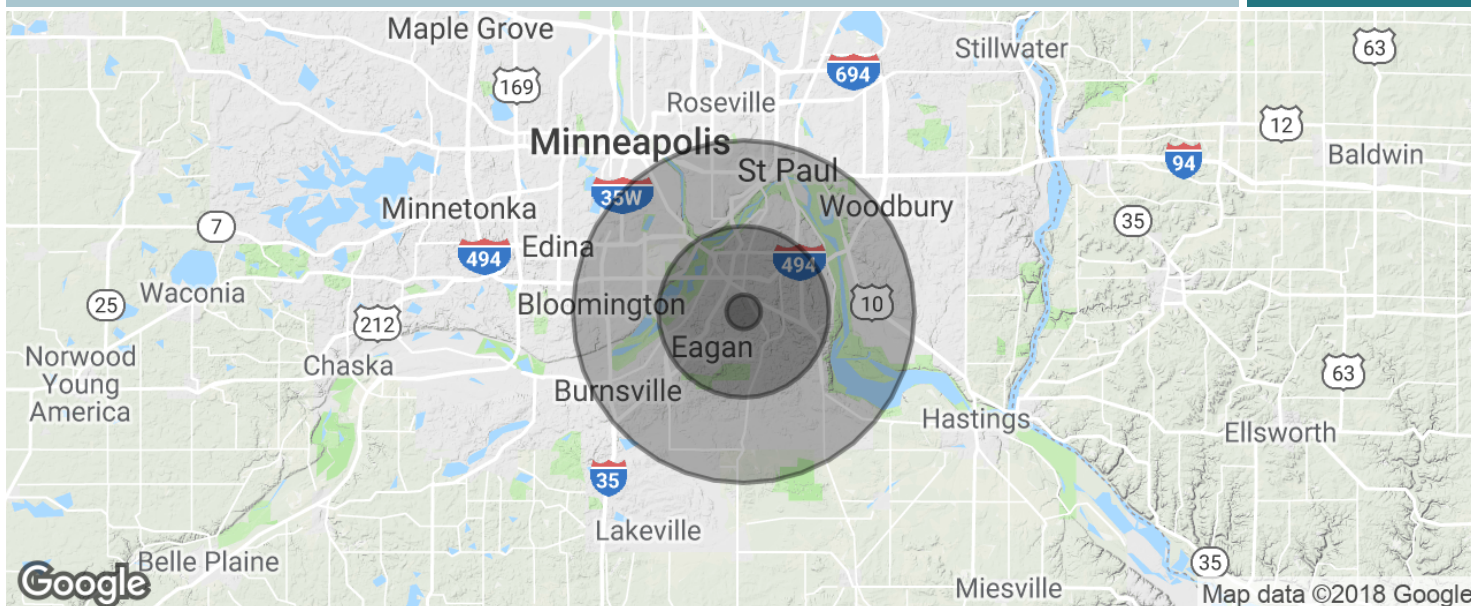 Maple Grove
Stillwater
63
694
169
Roseville
12
Minneapolis
Baldwin
94
St Paul
35W
Minnetonka
Woodbury
7
35
Edina
494
494
Waconia
25
Bloomington
10
212
Eagan
Norwood
Young
America
Chaska
63
Burnsville
Hastings
Ellsworth
35
Lakeville
Belle Plaine
35
Google
Miesville
Map data ©2018 Google